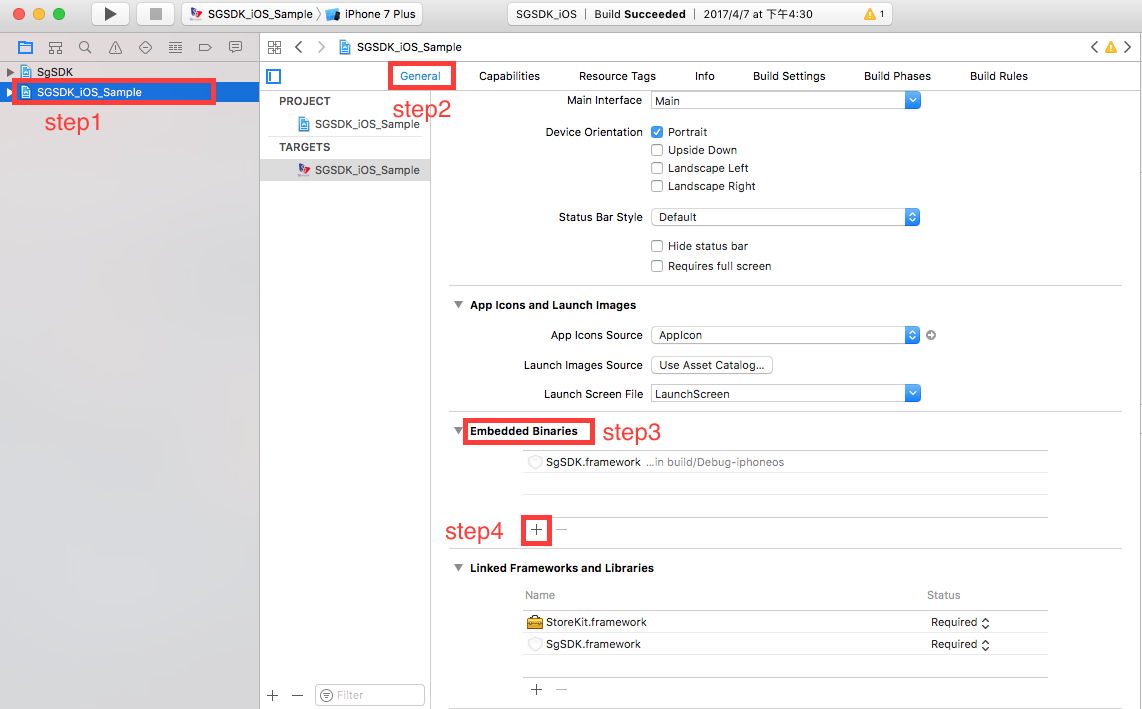 SGSDK_iOS_Sample 〉 iPhone 7 Plus
SGSDK_iOS | Build Succeeded | 2017/4/7 at 下午4:30
1
SgSDK
SGSDK_iOS_Sample
step1
SGSDK_iOS_Sample
General
Capabilities
Resource Tags
Info
Build Settings
Build Phases
Build Rules
step2
PROJECT
SGSDK_iOS_Sample
TARGETS
SGSDK_iOS_Sample
Main Interface
Main
Device Orientation
Portrait
Upside Down
Landscape Left
Landscape Right
Status Bar Style
Default
Hide status bar
Requires full screen
App Icons and Launch Images
App Icons Source
AppIcon
Launch Images Source
Use Asset Catalog...
Launch Screen File
LaunchScreen
Embedded Binaries
step3
SgSDK.framework ...in build/Debug-iphoneos
step4
Linked Frameworks and Libraries
Name
Status
StoreKit.framework
Required
SgSDK.framework
Required
Filter